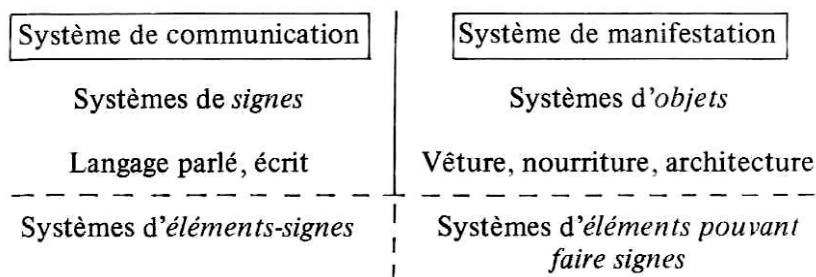 Système de communication
Système de manifestation
Systèmes de signes
Systèmes d'objets
Langage parlé, écrit
Vêture, nourriture, architecture
Systèmes d'éléments-signes
Systèmes d'éléments pouvant
faire signes